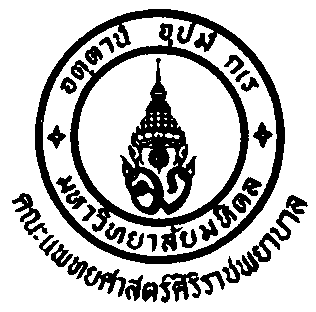 อตฺตานํ อุปมํ กเร
มหาวิทยาลัยมหิดล
คณะแพทยศาสตร์ศิริราชพยาบาล